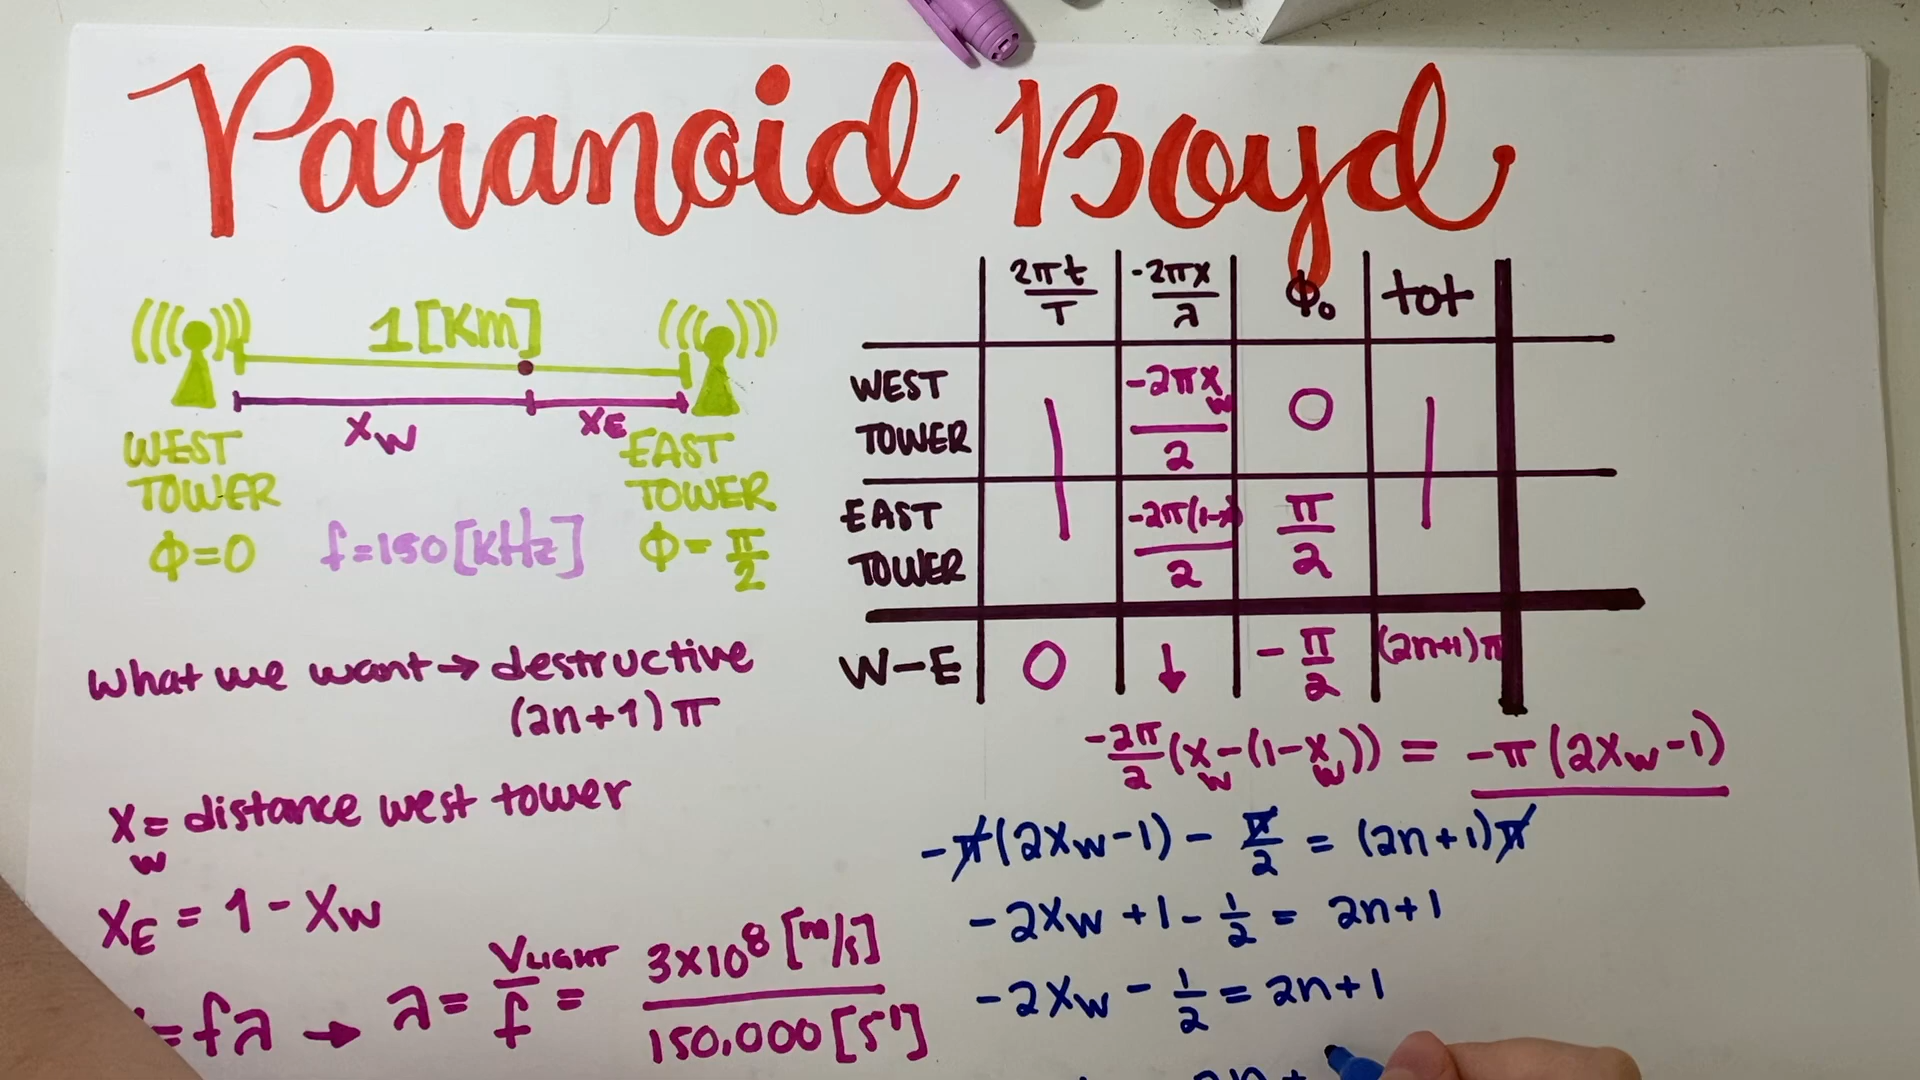 Paranoid Boyd
1[Km]
XW XE
WEST TOWER
Φ=0
f=150[KHz]
EAST TOWER
Φ= π/2
What we want → destructive
(2n+1)π
xw = distance west tower
XE = 1 - XW
= fλ → λ = VLIGHT/f = 3x10^8 [m/s] / 150.000 [s^-1]
2πt/T -2πx/λ Φ₀ tot
WEST TOWER -2πxw/2 0
EAST TOWER -2π(1-x)/2 π/2
W-E 0 ↓ -π/2 (2n+1)π
-2π/2 (xw-(1-xw)) = -π(2xw-1)
-π(2xw-1) - π/2 = (2n+1)π
-2xw +1 - 1/2 = 2n+1
-2xw - 1/2 = 2n+1